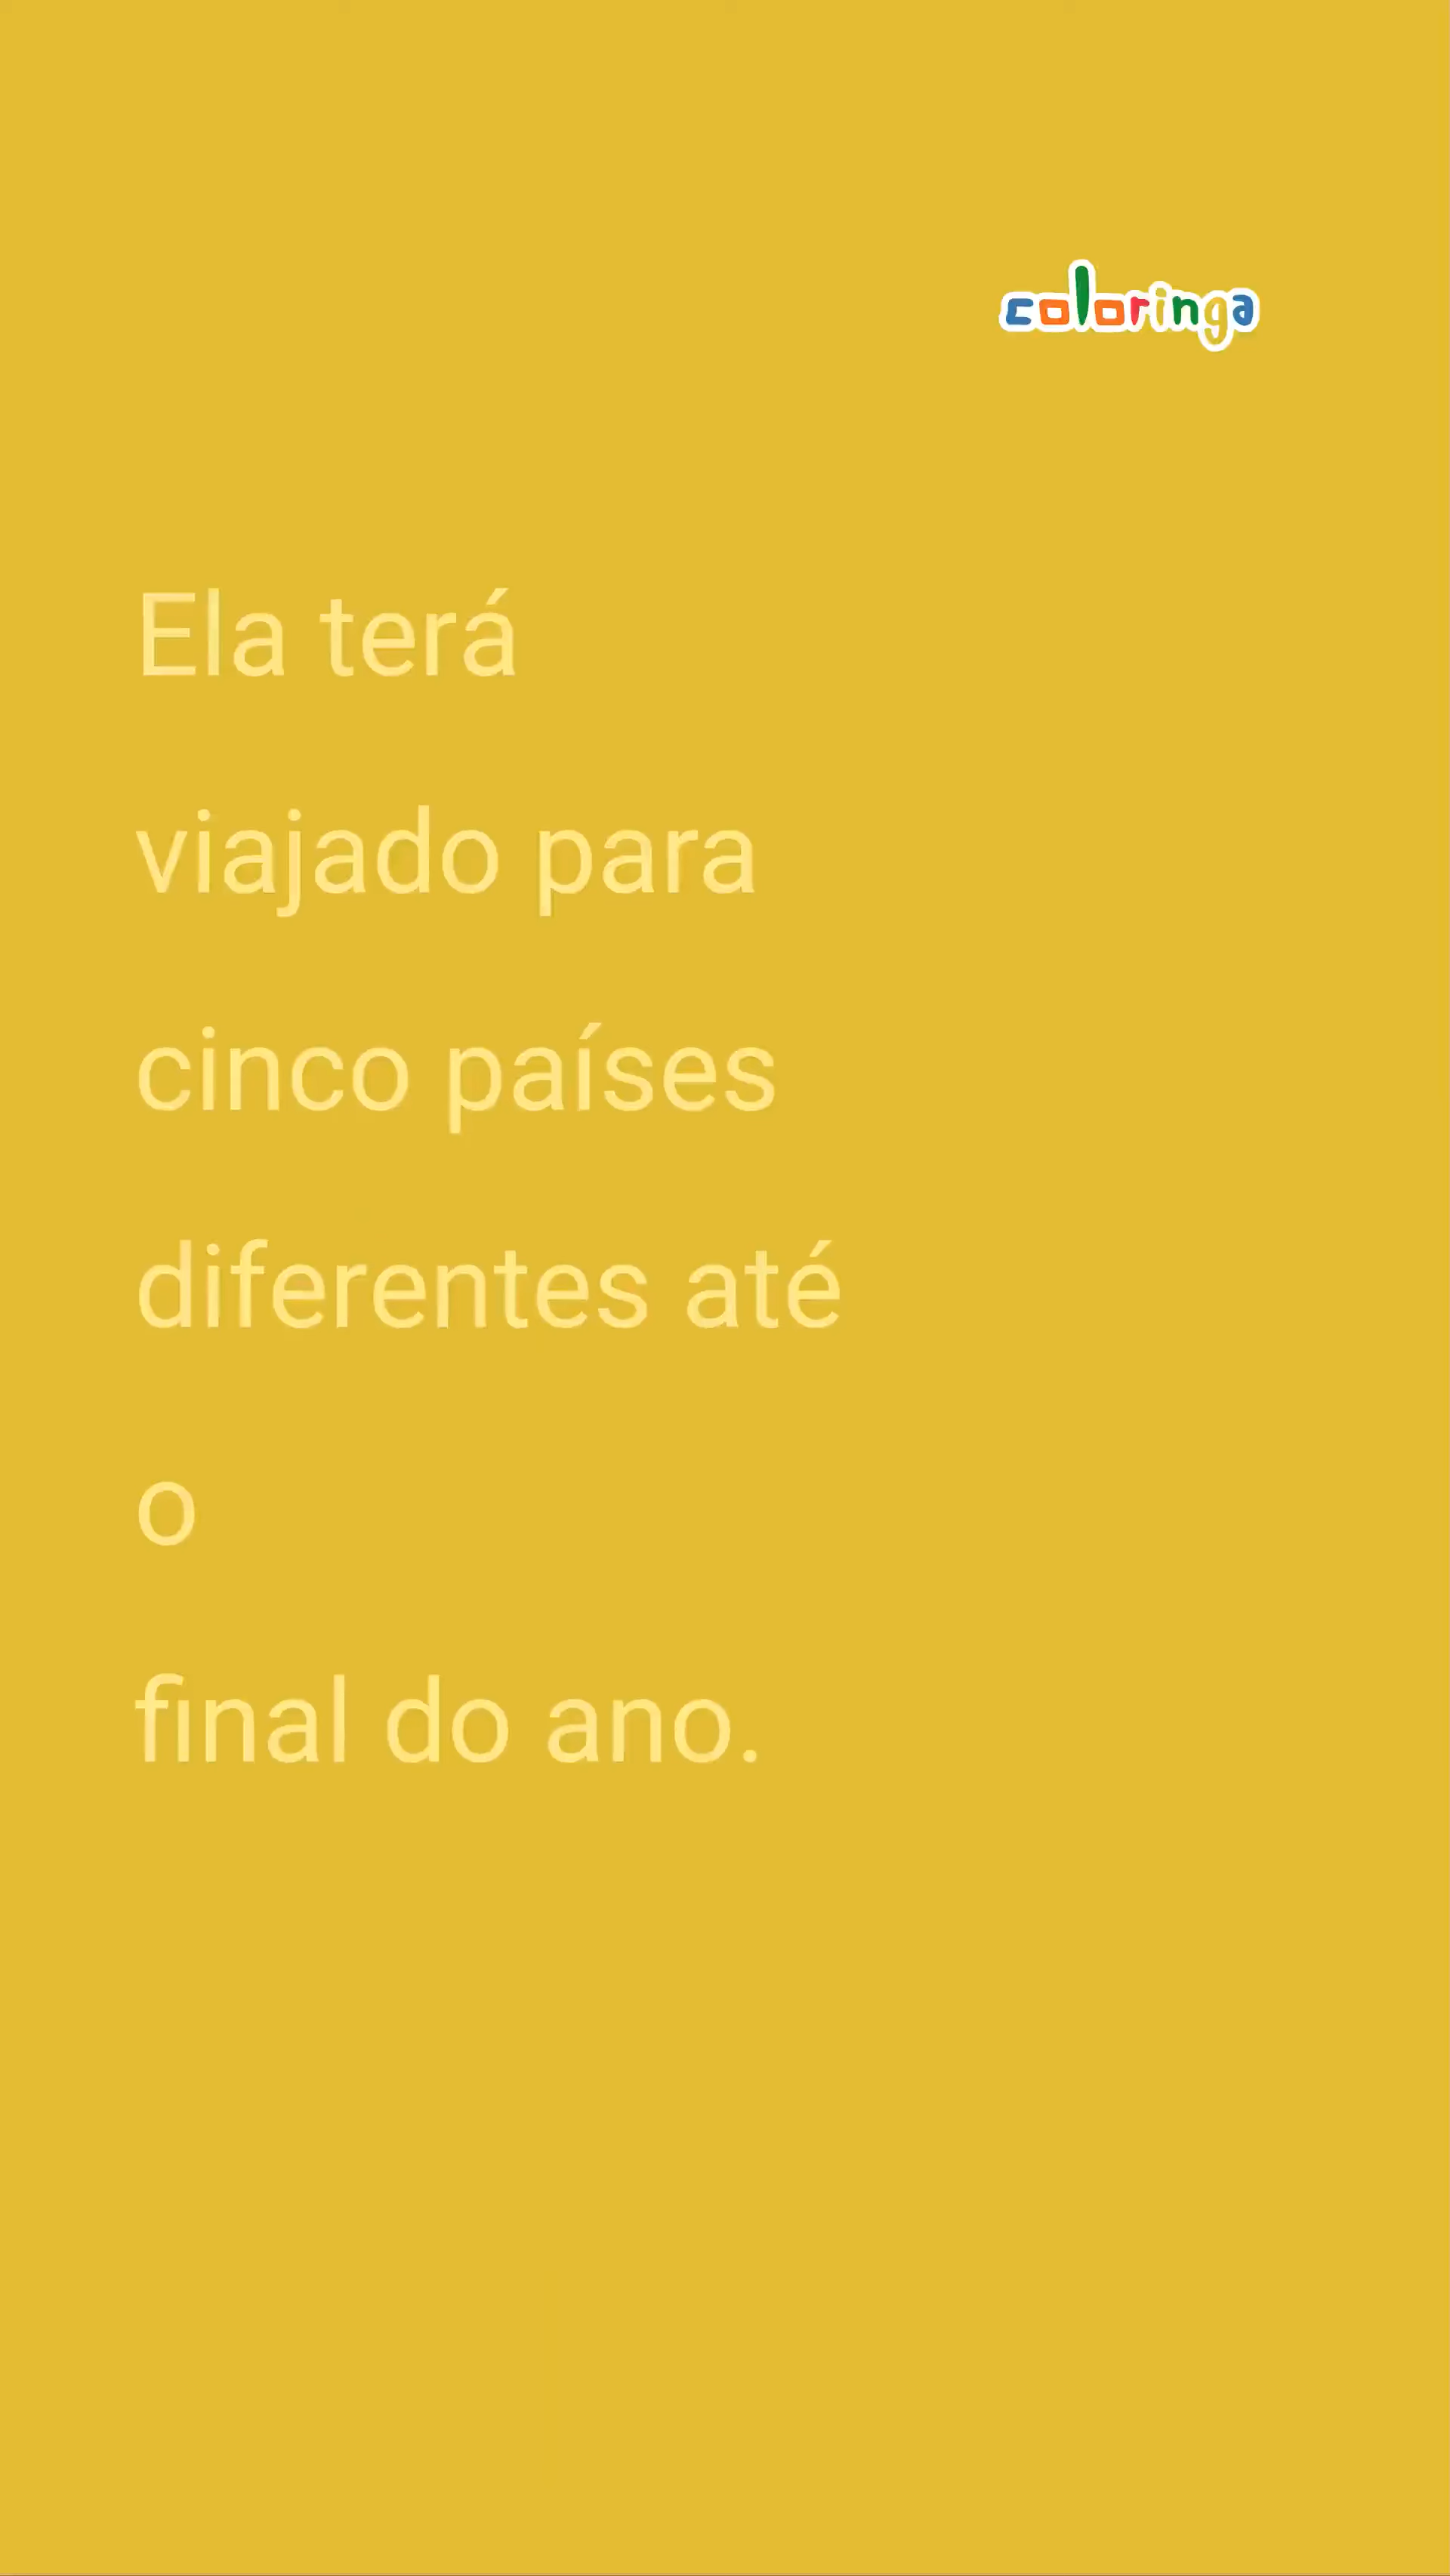 coloringa
Ela terá
viajado para
cinco países
diferentes até
o
final do ano.